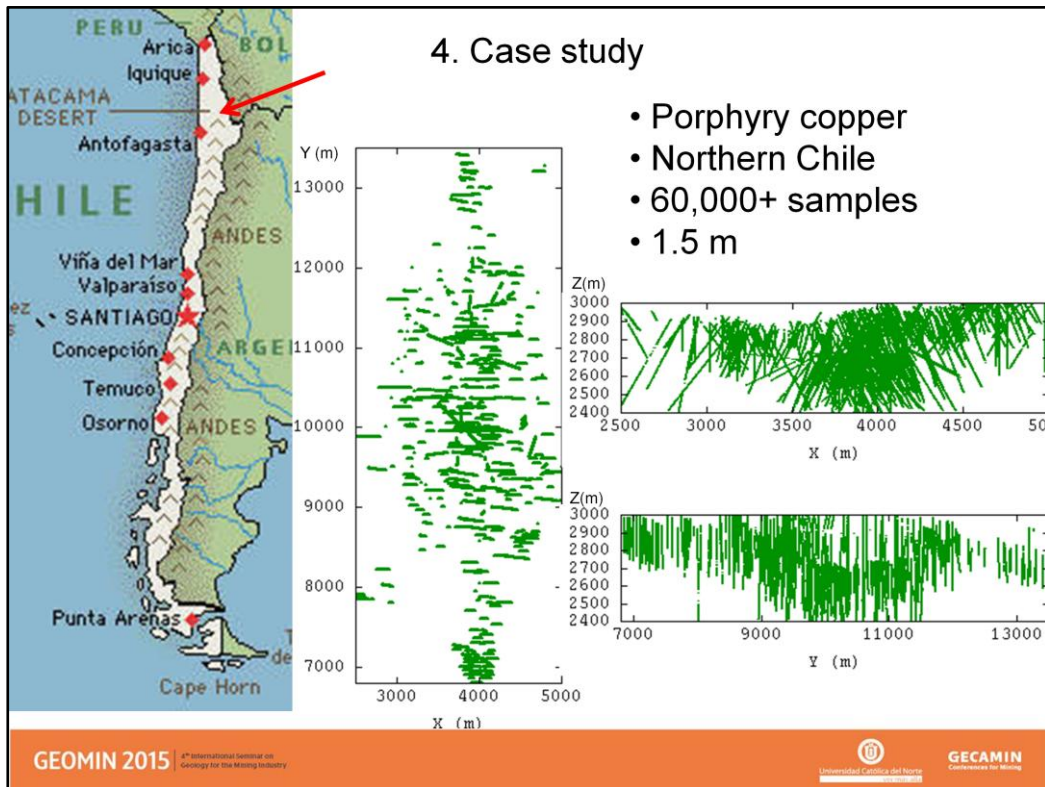 4. Case study
• Porphyry copper
• Northern Chile
• 60,000+ samples
• 1.5 m
PERU
BOL
Arica
Iquique
ATACAMA
DESERT
Antofagasta
HILE
ANDES
Viña del Mar
Valparaíso
SANTIAGO
Concepción
ARGE
Temuco
Osorno
ANDES
Punta Arenas
Cape Horn
Y (m)
13000
12000
11000
10000
9000
8000
7000
3000 4000 5000
X (m)
Z(m)
3000
2900
2800
2700
2600
2500
2400
2500 3000 3500 4000 4500 50
X (m)
Z(m)
3000
2900
2800
2700
2600
2500
2400
7000 9000 11000 13000
Y (m)
GEOMIN 2015
4th International Seminar on
Geology for the Mining Industry
Universidad Católica del Norte
GECAMIN
Conferences for Mining